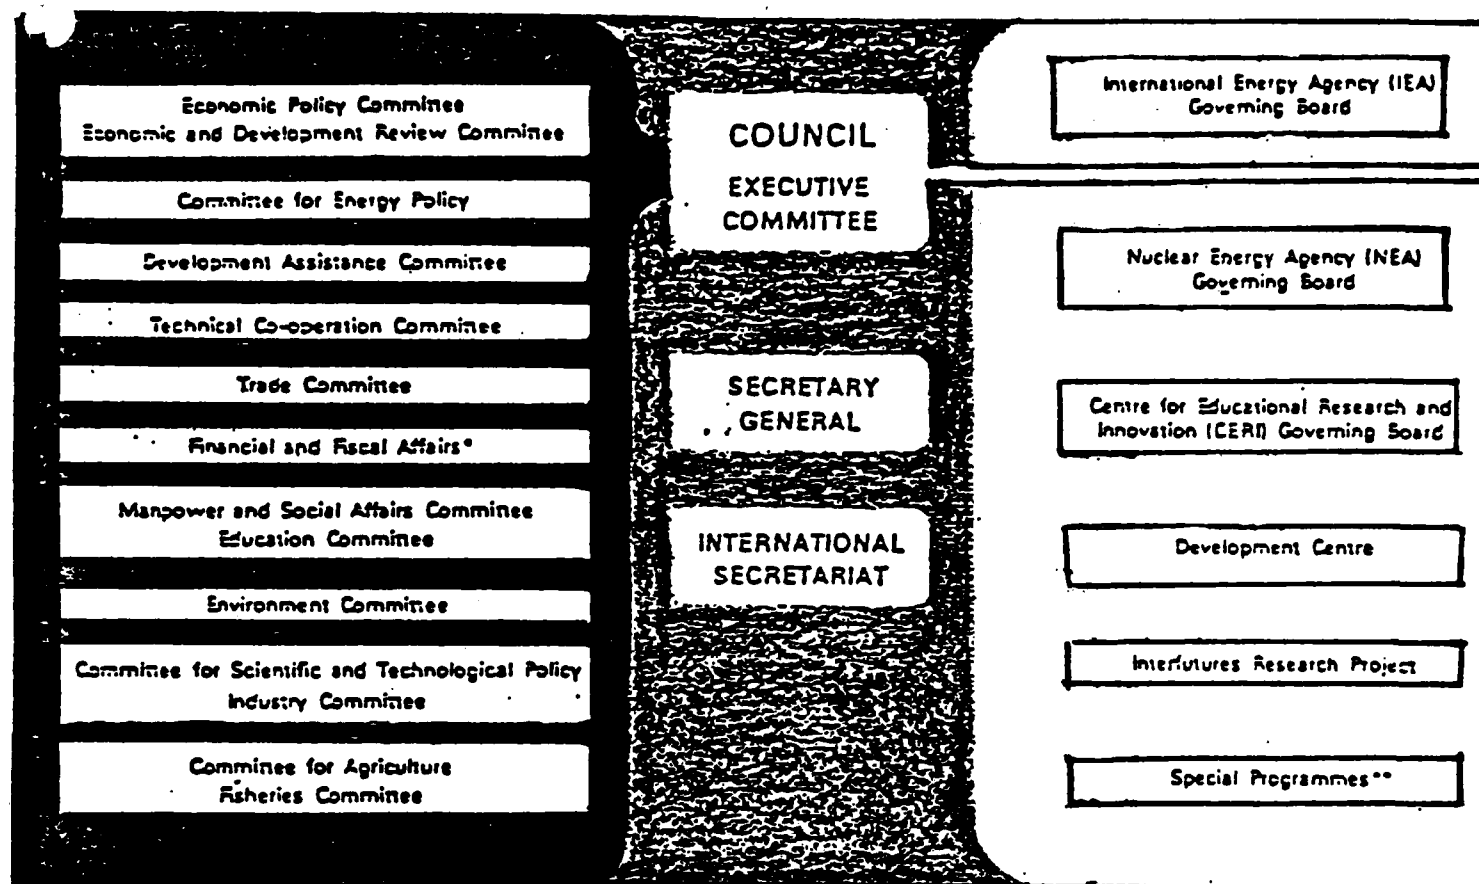 Economic Policy Committee
Economic and Development Review Committee
Committee for Energy Policy
Development Assistance Committee
Technical Co-operation Committee
Trade Committee
Financial and Fiscal Affairs*
Manpower and Social Affairs Committee
Education Committee
Environment Committee
Committee for Scientific and Technological Policy
Industry Committee
Committee for Agriculture
Fisheries Committee
COUNCIL
EXECUTIVE
COMMITTEE
SECRETARY
GENERAL
INTERNATIONAL
SECRETARIAT
International Energy Agency (IEA)
Governing Board
Nuclear Energy Agency (NEA)
Governing Board
Centre for Educational Research and
Innovation (CERI) Governing Board
Development Centre
Interfutures Research Project
Special Programmes**